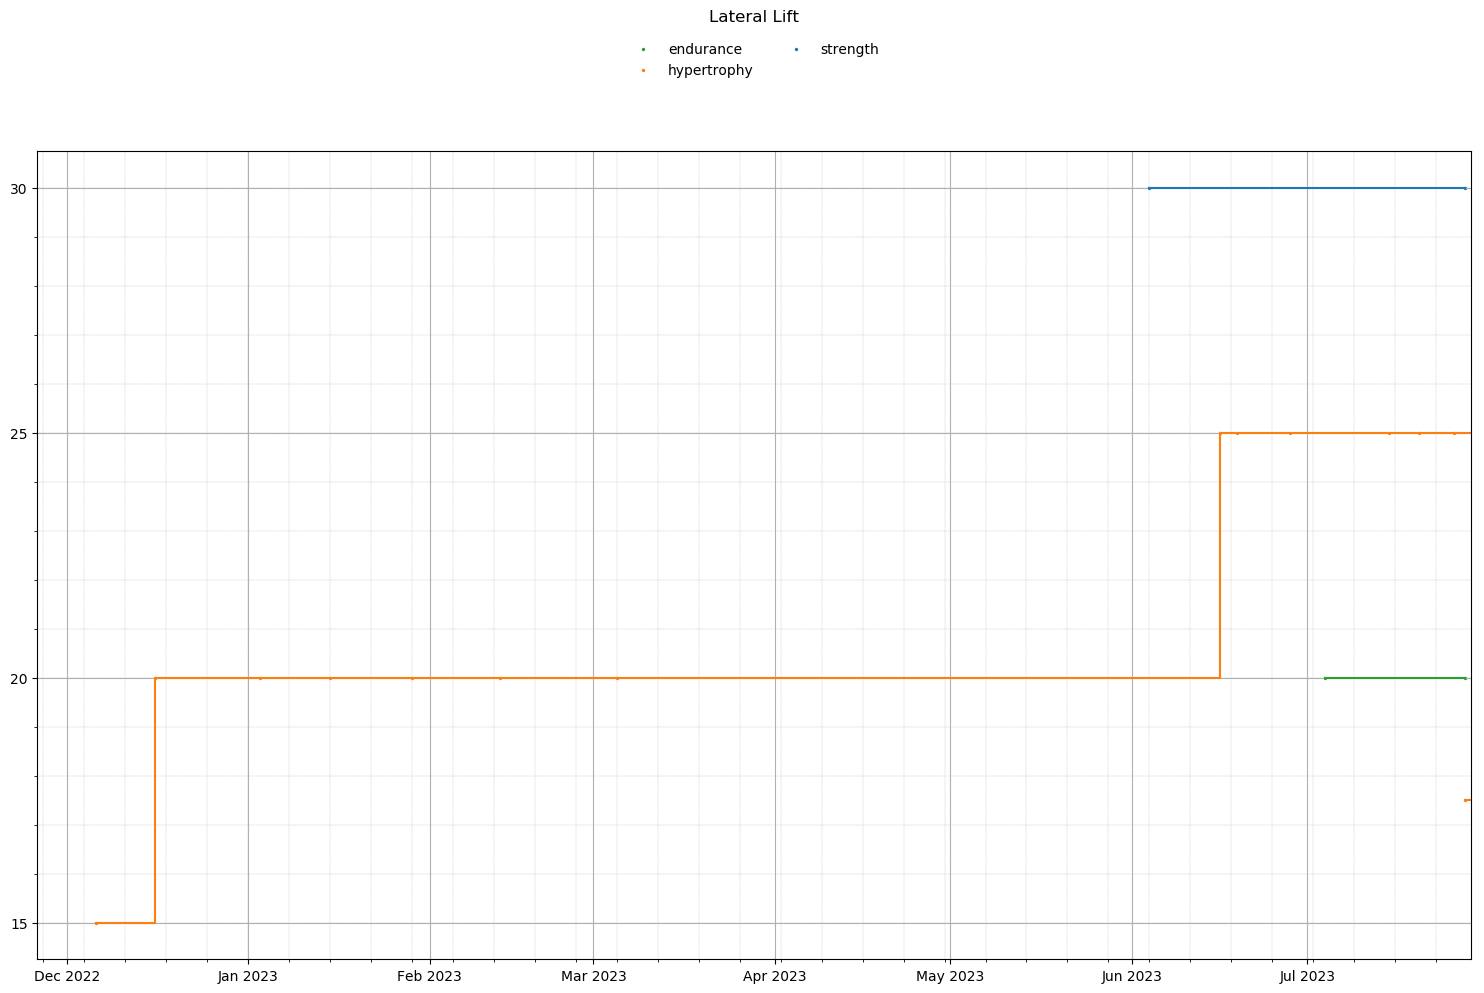 Lateral Lift
endurance
hypertrophy
strength
30
25
20
15
Dec 2022
Jan 2023
Feb 2023
Mar 2023
Apr 2023
May 2023
Jun 2023
Jul 2023